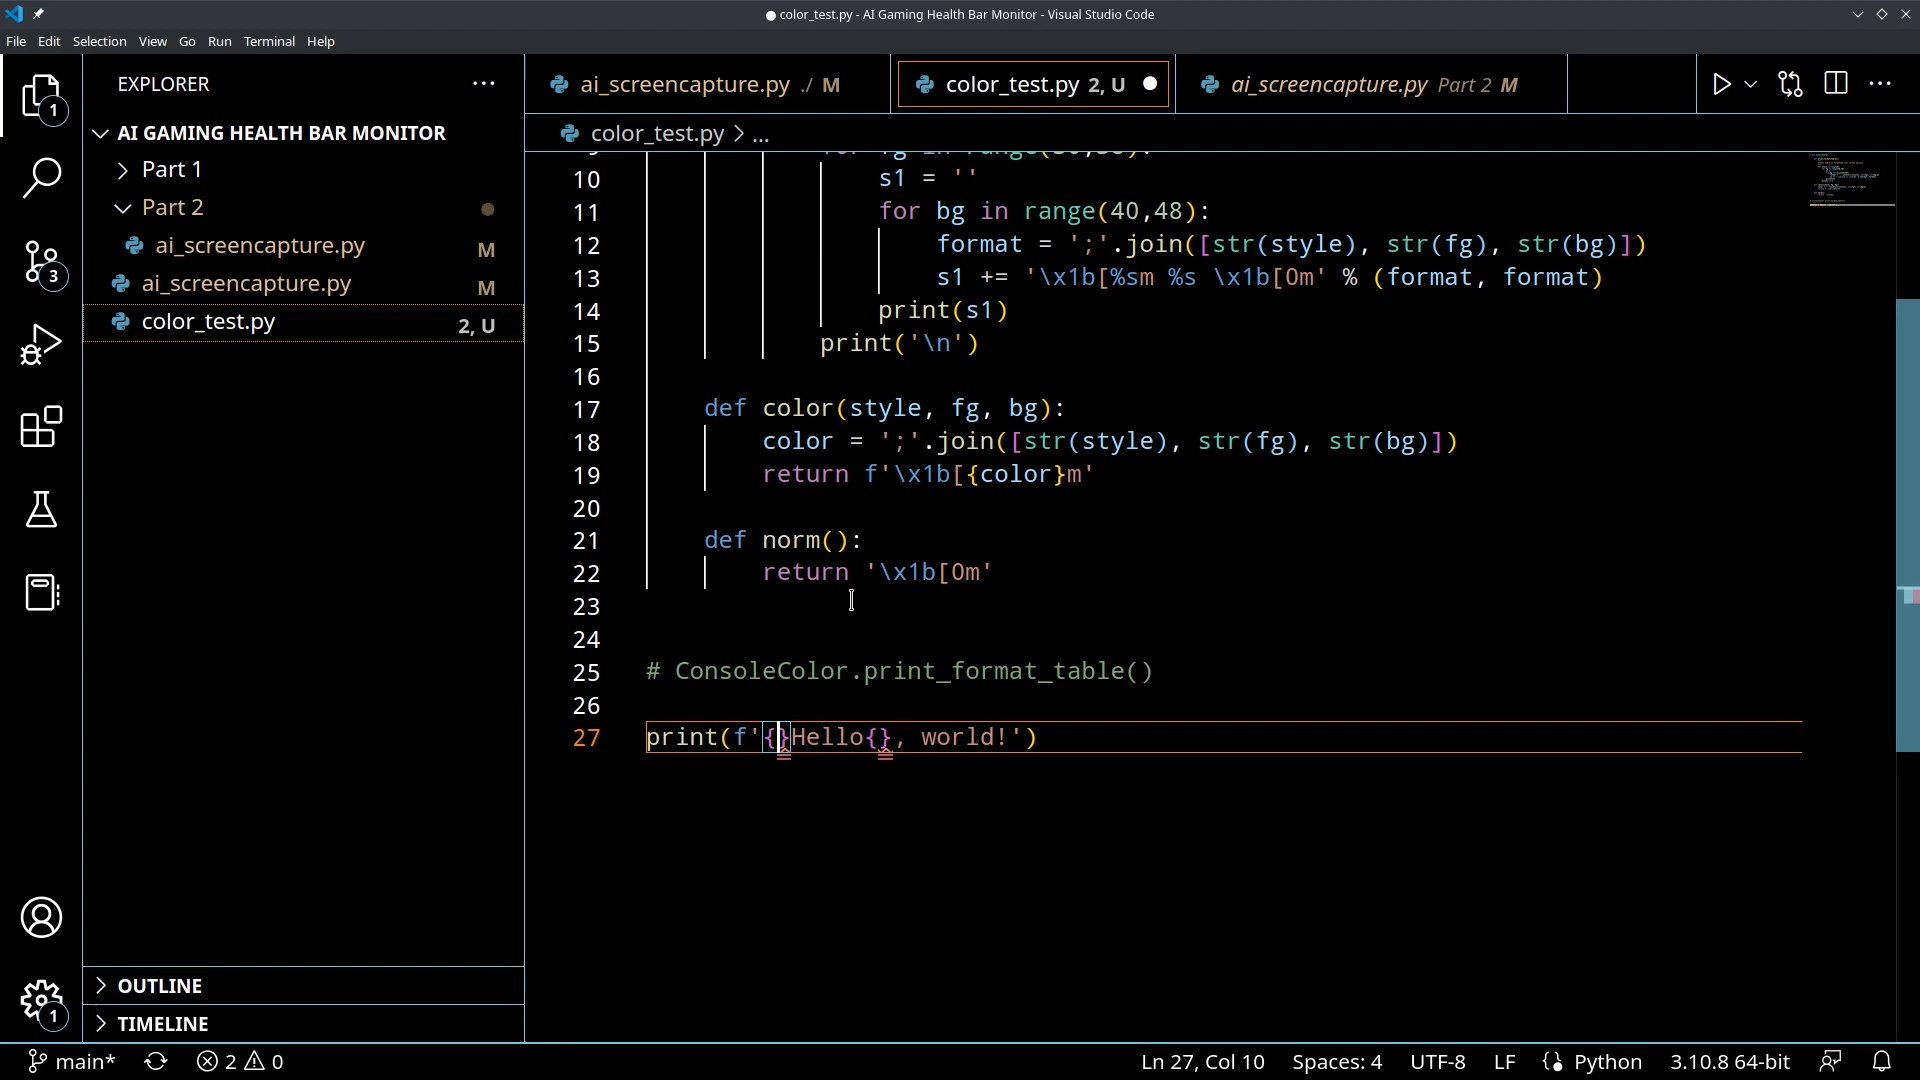 color_test.py - AI Gaming Health Bar Monitor - Visual Studio Code
File Edit Selection View Go Run Terminal Help
EXPLORER
AI GAMING HEALTH BAR MONITOR
Part 1
Part 2
ai_screencapture.py M
ai_screencapture.py M
color_test.py 2, U
OUTLINE
TIMELINE
1
3
1
ai_screencapture.py ./ M
color_test.py 2, U
ai_screencapture.py Part 2 M
color_test.py > ...
10 s1 = ''
11 for bg in range(40,48):
12 format = ';'.join([str(style), str(fg), str(bg)])
13 s1 += '\x1b[%sm %s \x1b[0m' % (format, format)
14 print(s1)
15 print('\n')
16
17 def color(style, fg, bg):
18 color = ';'.join([str(style), str(fg), str(bg)])
19 return f'\x1b[{color}m'
20
21 def norm():
22 return '\x1b[0m'
23
24
25 # ConsoleColor.print_format_table()
26
27 print(f'{}Hello{}, world!')
main* 2 0 Ln 27, Col 10 Spaces: 4 UTF-8 LF Python 3.10.8 64-bit